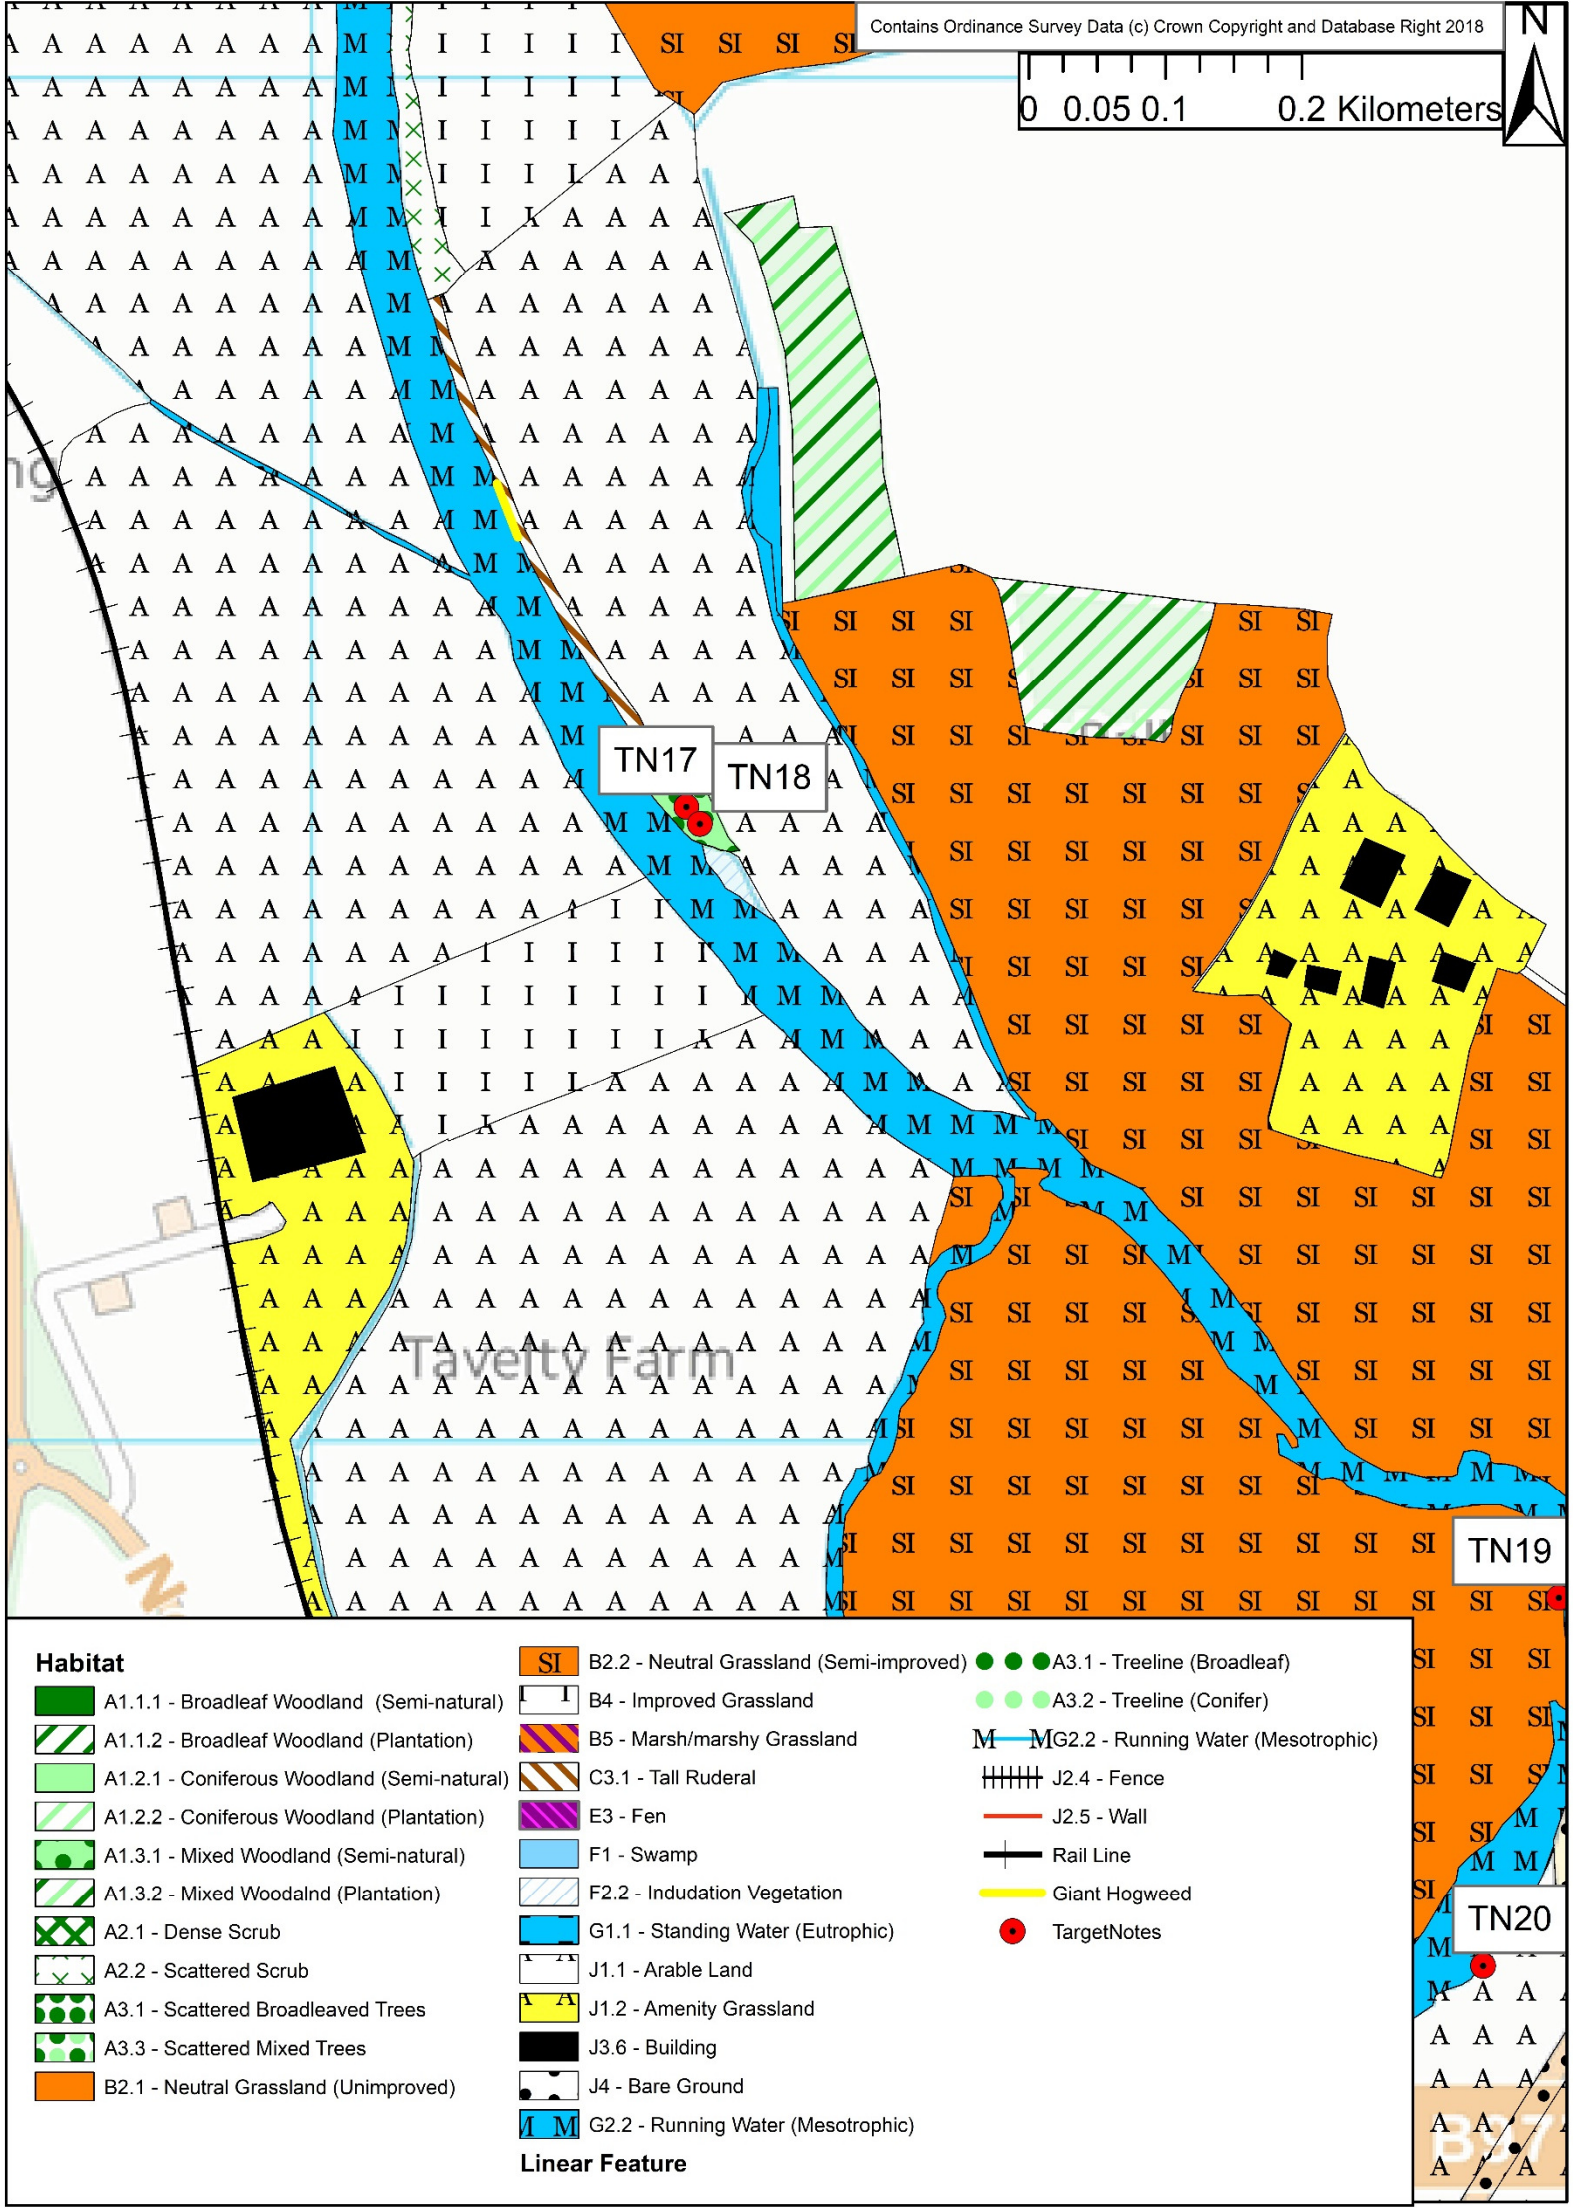 Contains Ordinance Survey Data (c) Crown Copyright and Database Right 2018
N
0 0.05 0.1 0.2 Kilometers
TN17
TN18
Tavelty Farm
TN19
TN20
B97
Habitat
A1.1.1 - Broadleaf Woodland (Semi-natural)
A1.1.2 - Broadleaf Woodland (Plantation)
A1.2.1 - Coniferous Woodland (Semi-natural)
A1.2.2 - Coniferous Woodland (Plantation)
A1.3.1 - Mixed Woodland (Semi-natural)
A1.3.2 - Mixed Woodalnd (Plantation)
A2.1 - Dense Scrub
A2.2 - Scattered Scrub
A3.1 - Scattered Broadleaved Trees
A3.3 - Scattered Mixed Trees
B2.1 - Neutral Grassland (Unimproved)
SI B2.2 - Neutral Grassland (Semi-improved)
I I B4 - Improved Grassland
B5 - Marsh/marshy Grassland
C3.1 - Tall Ruderal
E3 - Fen
F1 - Swamp
F2.2 - Indudation Vegetation
G1.1 - Standing Water (Eutrophic)
A A J1.1 - Arable Land
A A J1.2 - Amenity Grassland
J3.6 - Building
J4 - Bare Ground
M M G2.2 - Running Water (Mesotrophic)
Linear Feature
A3.1 - Treeline (Broadleaf)
A3.2 - Treeline (Conifer)
M M G2.2 - Running Water (Mesotrophic)
J2.4 - Fence
J2.5 - Wall
Rail Line
Giant Hogweed
TargetNotes